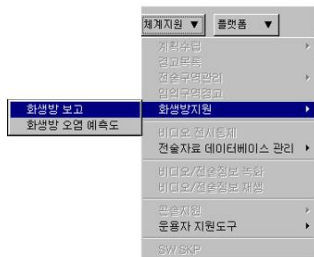 체계지원 ▼ 플랫폼 ▼
계획수립
경고목록
전술구역관리
임의구역경고
화생방지원
화생방 보고
화생방 오염 예측도
비디오 전시통제
전술자료 데이터베이스 관리
비디오/전술정보 녹화
비디오/전술정보 재생
훈련지원
운용자 지원도구
SW SKP